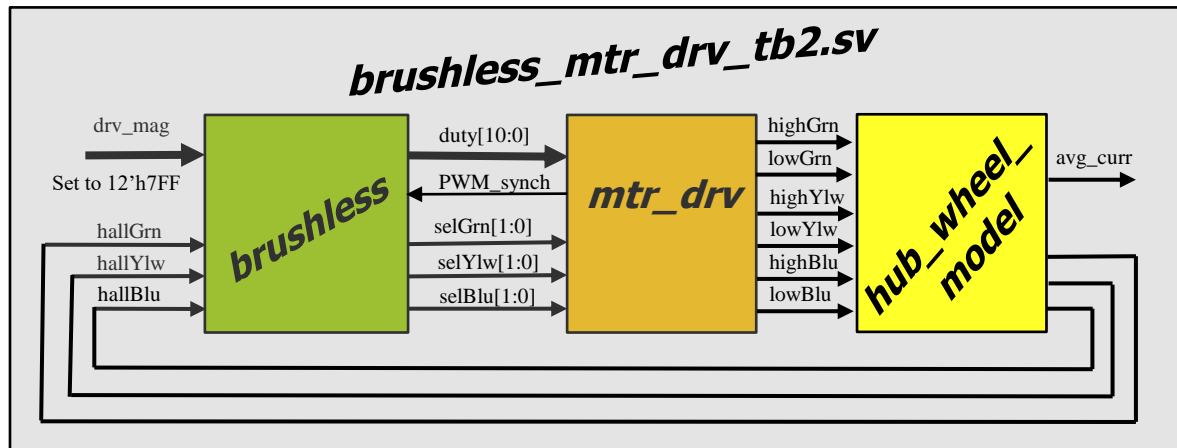 brushless_mtr_drv_tb2.sv
drv_mag
Set to 12'h7FF
hallGrn
hallYlw
hallBlu
brushless
duty[10:0]
PWM_synch
selGrn[1:0]
selYlw[1:0]
selBlu[1:0]
mtr_drv
highGrn
lowGrn
highYlw
lowYlw
highBlu
lowBlu
hub_wheel_
model
avg_curr